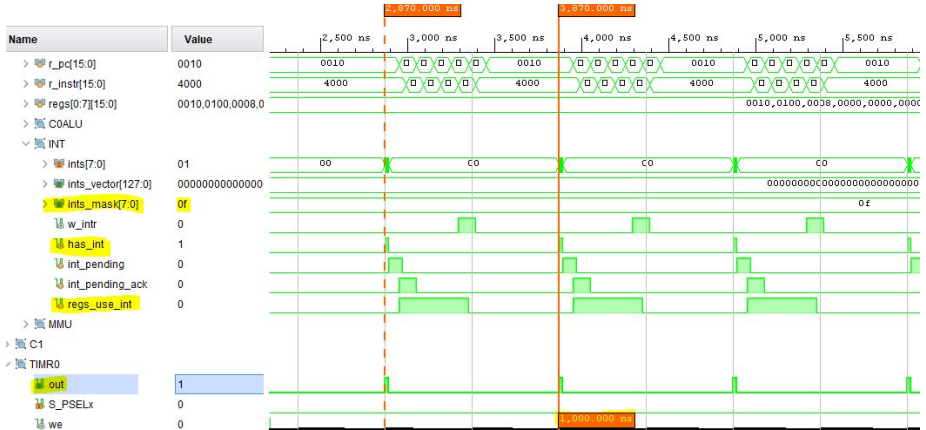 2,870.000 ns 3,870.000 ns
Name Value 2,500 ns 3,000 ns 3,500 ns 4,000 ns 4,500 ns 5,000 ns 5,500 ns
r_pc[15:0] 0010 0010 0010 0010 0010
r_instr[15:0] 4000 4000 4000 4000 4000
regs[0:7][15:0] 0010,0100,0008,0 0010,0100,0008,0000,0000,0000
C0ALU
INT
ints[7:0] 01 00 00 00 00
ints_vector[127:0] 00000000000000 0000000000000000000000000
ints_mask[7:0] 0f 0f
w_intr 0
has_int 1
int_pending 0
int_pending_ack 0
regs_use_int 0
MMU
C1
TIMR0
out 1
S_PSELx 0
we 0 1,000.000 ns